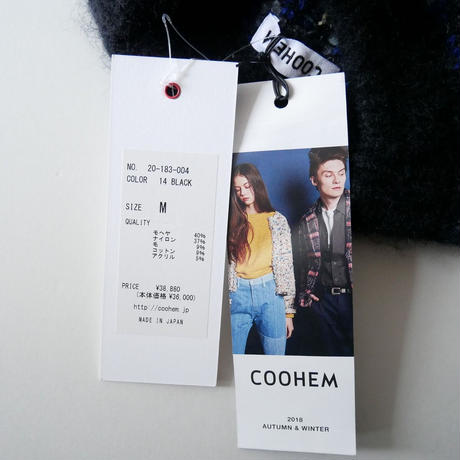 COOHEM
NO. 20-183-004
COLOR 14 BLACK
SIZE M
QUALITY
モヘヤ 40%
ナイロン 37%
毛 9%
コットン 9%
アクリル 5%
PRICE ¥38,880
(本体価格 ¥36,000)
http://coohem.jp
MADE IN JAPAN
COOHEM
2018
AUTUMN & WINTER